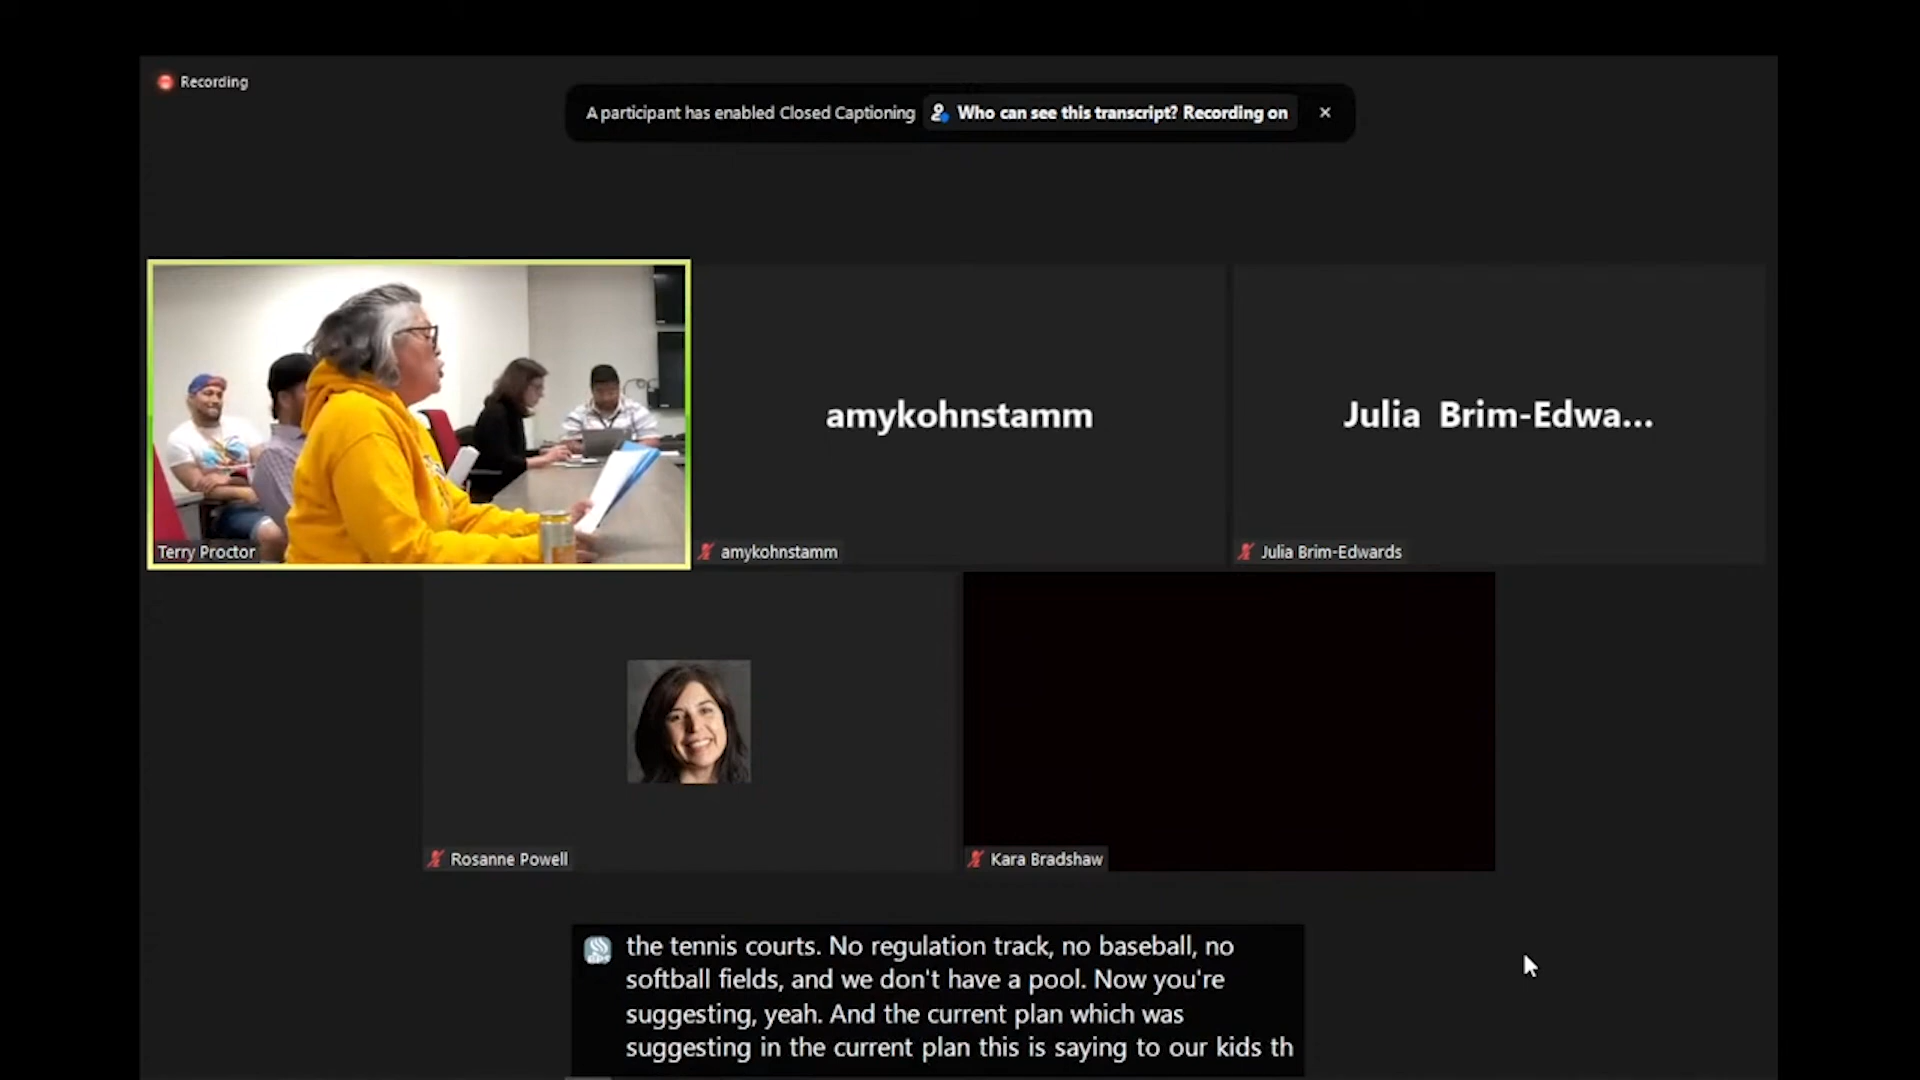 Recording
A participant has enabled Closed Captioning Who can see this transcript? Recording on
amykohnstamm
Julia Brim-Edwa...
Terry Proctor
amykohnstamm
Julia Brim-Edwards
Rosanne Powell
Kara Bradshaw
the tennis courts. No regulation track, no baseball, no
softball fields, and we don't have a pool. Now you're
suggesting, yeah. And the current plan which was
suggesting in the current plan this is saying to our kids th